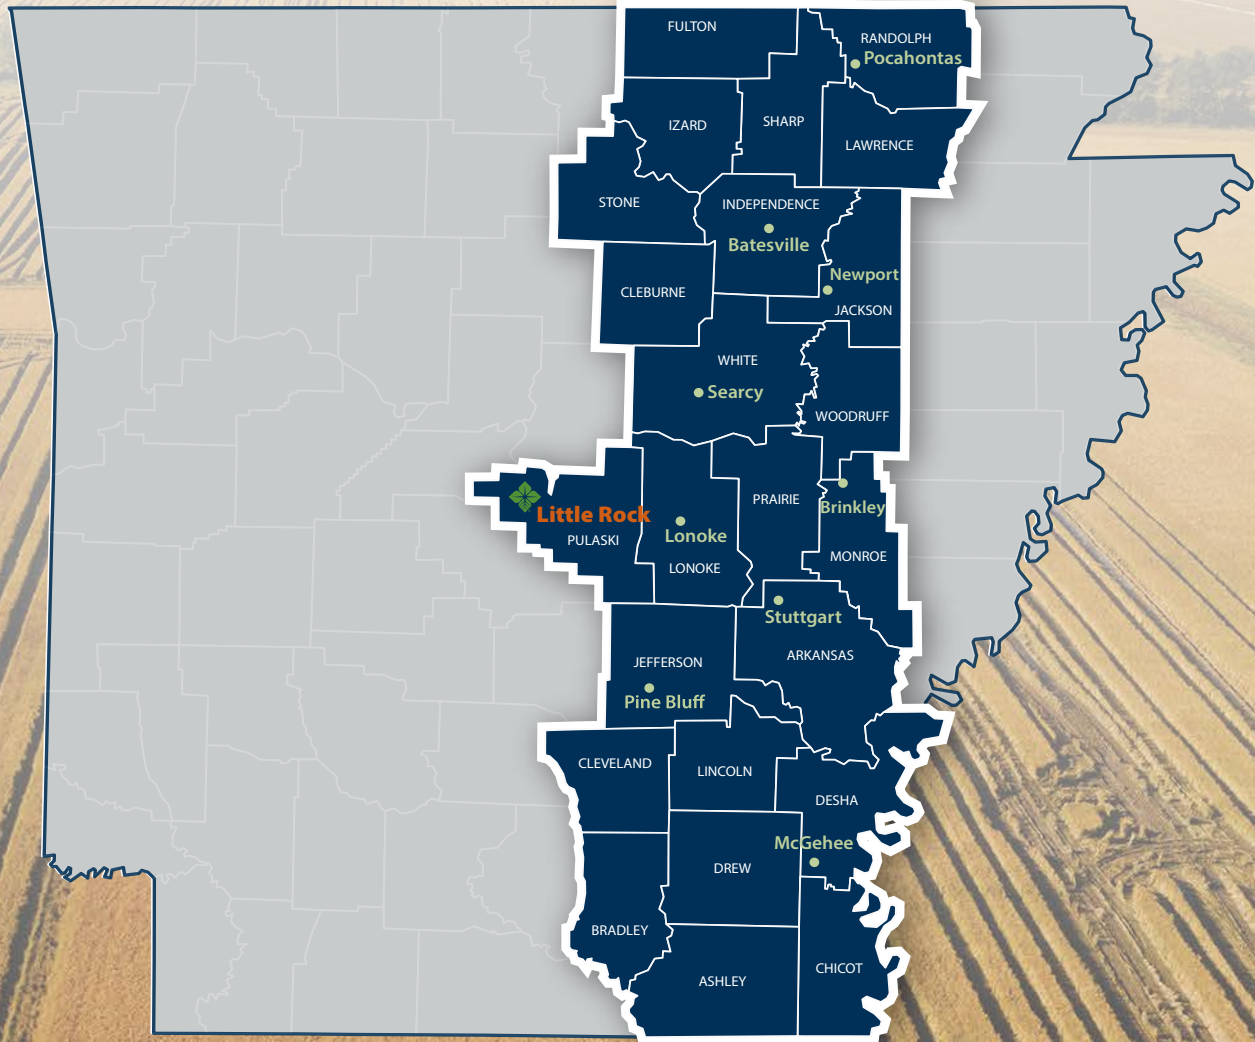 FULTON
RANDOLPH
Pocahontas
IZARD
SHARP
LAWRENCE
STONE
INDEPENDENCE
Batesville
Newport
CLEBURNE
JACKSON
WHITE
Searcy
WOODRUFF
PRAIRIE
Brinkley
Little Rock
Lonoke
PULASKI
MONROE
LONOKE
Stuttgart
ARKANSAS
JEFFERSON
Pine Bluff
CLEVELAND
LINCOLN
DESHA
McGehee
DREW
BRADLEY
CHICOT
ASHLEY